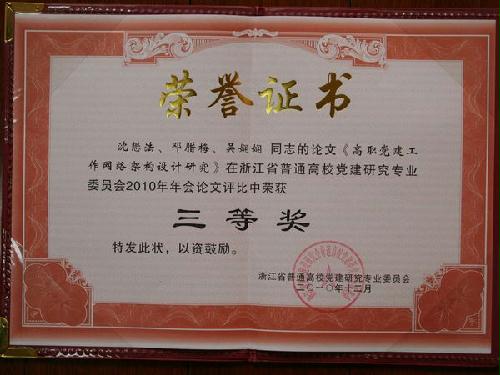 荣誉证书
沈思法、邓腊梅、吴娟娟 同志的论文《高职党建工
作网络架构设计研究》在浙江省普通高校党建研究专业
委员会2010年年会论文评比中荣获
三等奖
特发此状，以资鼓励。
浙江省普通高校党建研究专业委员会
二〇一〇年十二月